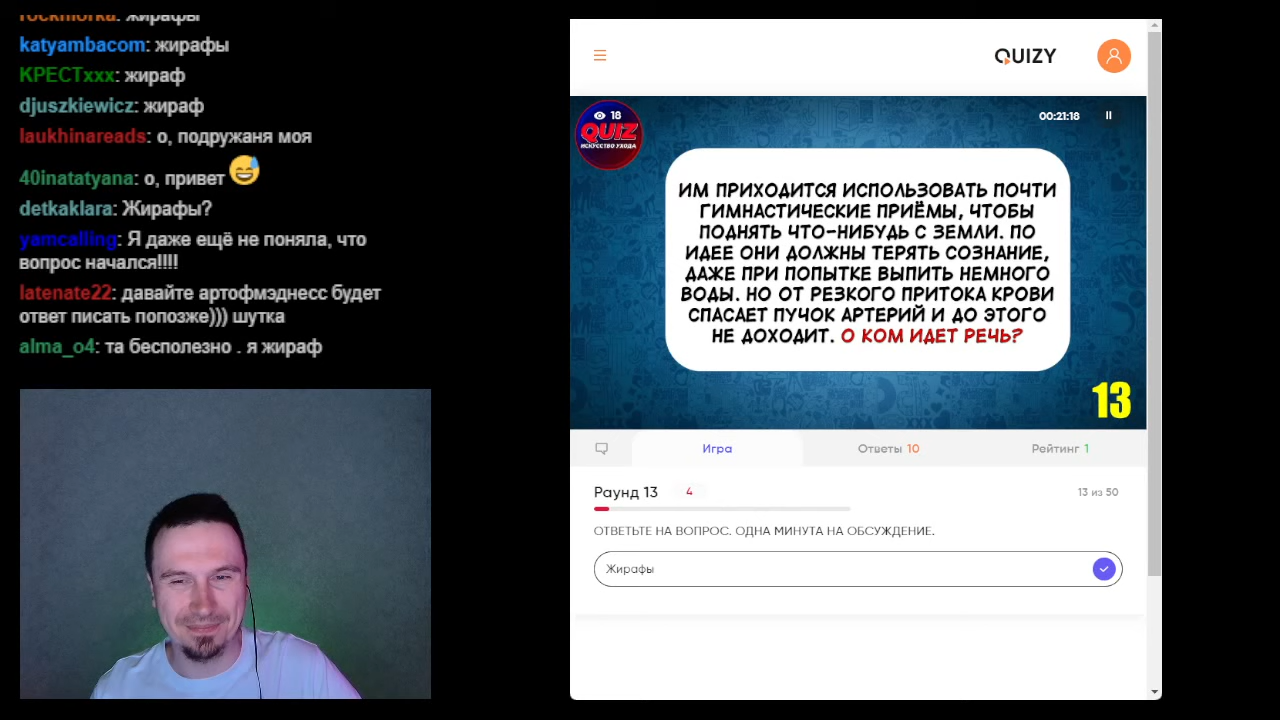 rockmorka: жирафы
katyambacom: жирафы
КРЕСТxxx: жираф
djuszkiewicz: жираф
laukhinareads: о, подружаня моя
40inatatyana: о, привет
detkaklara: Жирафы?
yamcalling: Я даже ещё не поняла, что
вопрос начался!!!!
latenate22: давайте артофмэднесс будет
ответ писать попозже))) шутка
alma_o4: та бесполезно . я жираф
QUIZY
18
QUIZ
ИСКУССТВО УХОДА
00:21:18
ИМ ПРИХОДИТСЯ ИСПОЛЬЗОВАТЬ ПОЧТИ
ГИМНАСТИЧЕСКИЕ ПРИЁМЫ, ЧТОБЫ
ПОДНЯТЬ ЧТО-НИБУДЬ С ЗЕМЛИ. ПО
ИДЕЕ ОНИ ДОЛЖНЫ ТЕРЯТЬ СОЗНАНИЕ,
ДАЖЕ ПРИ ПОПЫТКЕ ВЫПИТЬ НЕМНОГО
ВОДЫ. НО ОТ РЕЗКОГО ПРИТОКА КРОВИ
СПАСАЕТ ПУЧОК АРТЕРИЙ И ДО ЭТОГО
НЕ ДОХОДИТ. О КОМ ИДЕТ РЕЧЬ?
13
Игра
Ответы 10
Рейтинг 1
Раунд 13
4
13 из 50
ОТВЕТЬТЕ НА ВОПРОС. ОДНА МИНУТА НА ОБСУЖДЕНИЕ.
Жирафы